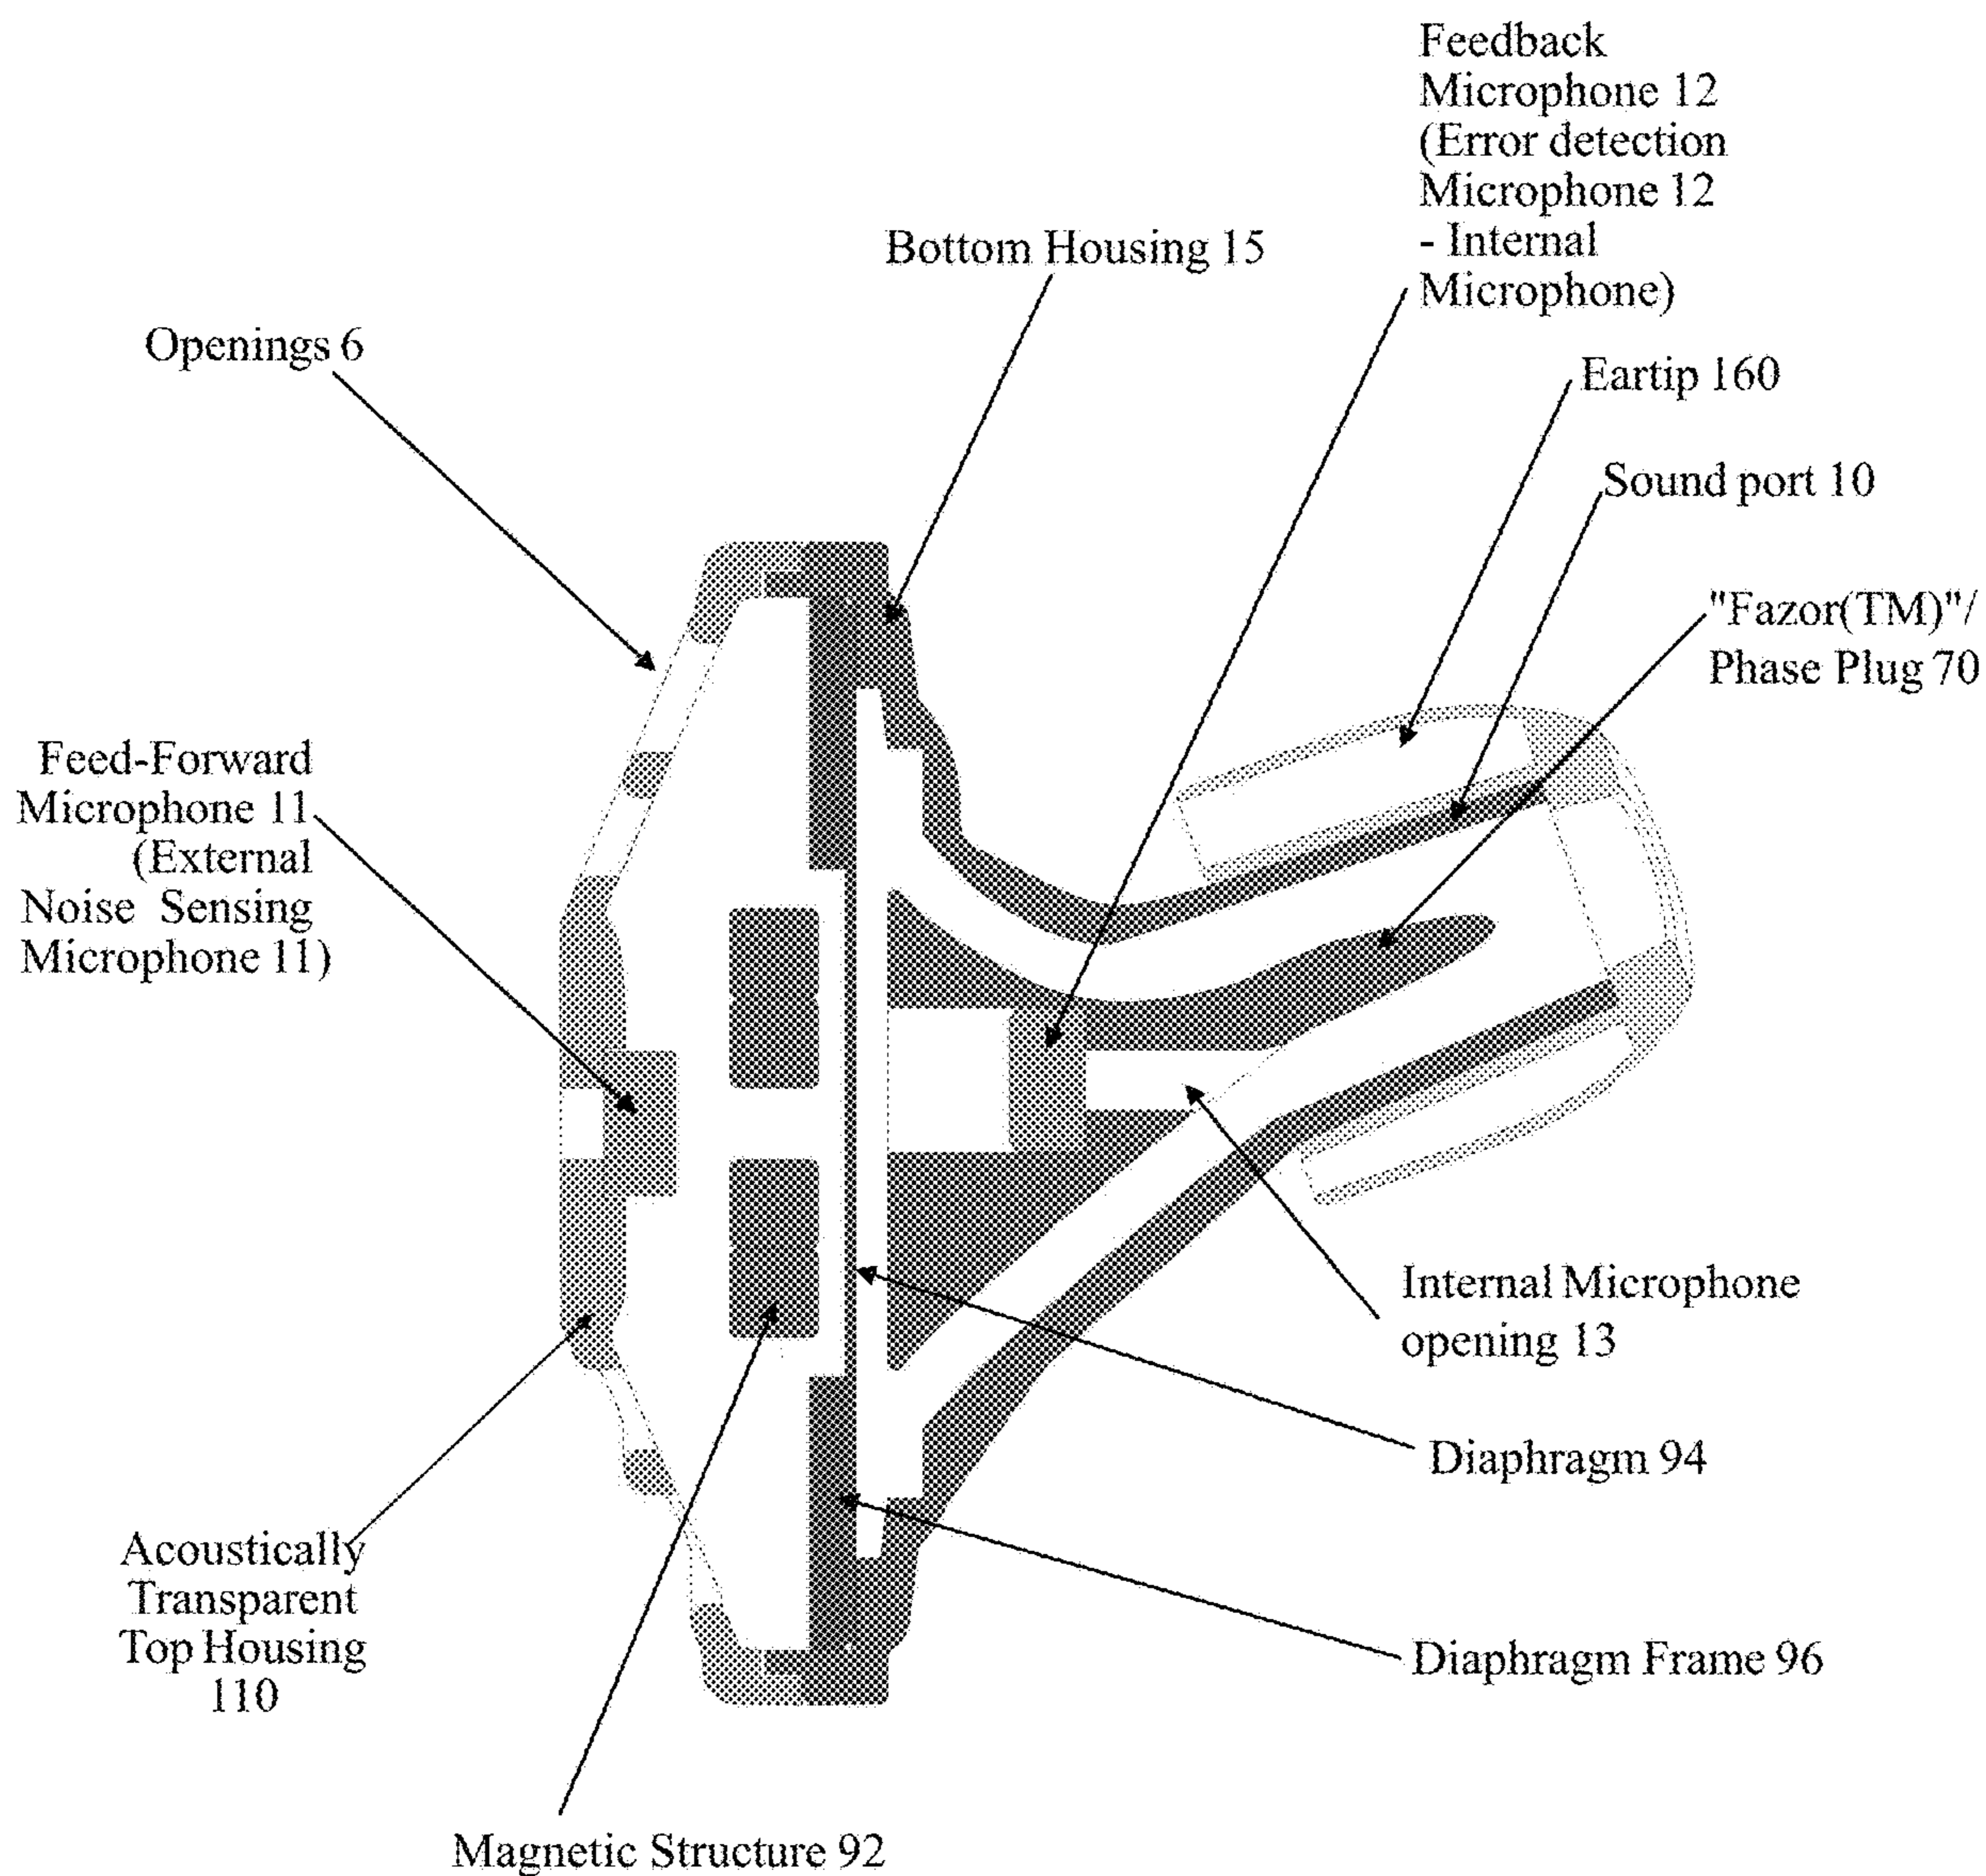 Feedback
Microphone 12
(Error detection
Microphone 12
- Internal
Microphone)
Bottom Housing 15
Openings 6
Eartip 160
Sound port 10
"Fazor(TM)"/
Phase Plug 70
Feed-Forward
Microphone 11
(External
Noise Sensing
Microphone 11)
Internal Microphone
opening 13
Diaphragm 94
Acoustically
Transparent
Top Housing
110
Diaphragm Frame 96
Magnetic Structure 92